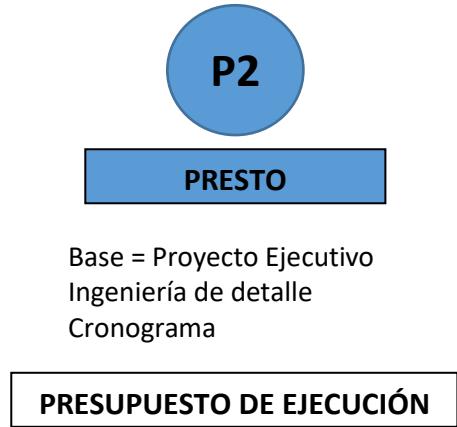 P2
PRESTO
Base = Proyecto Ejecutivo
Ingeniería de detalle
Cronograma
PRESUPUESTO DE EJECUCIÓN